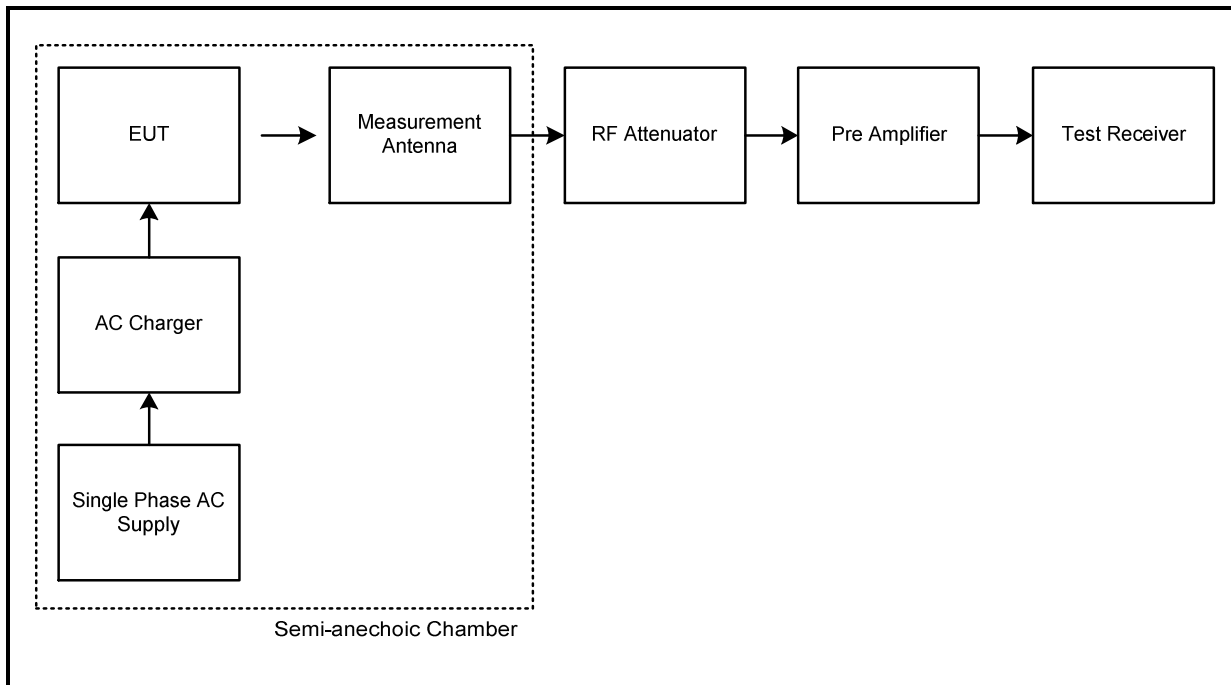 EUT
Measurement
Antenna
RF Attenuator
Pre Amplifier
Test Receiver
AC Charger
Single Phase AC
Supply
Semi-anechoic Chamber